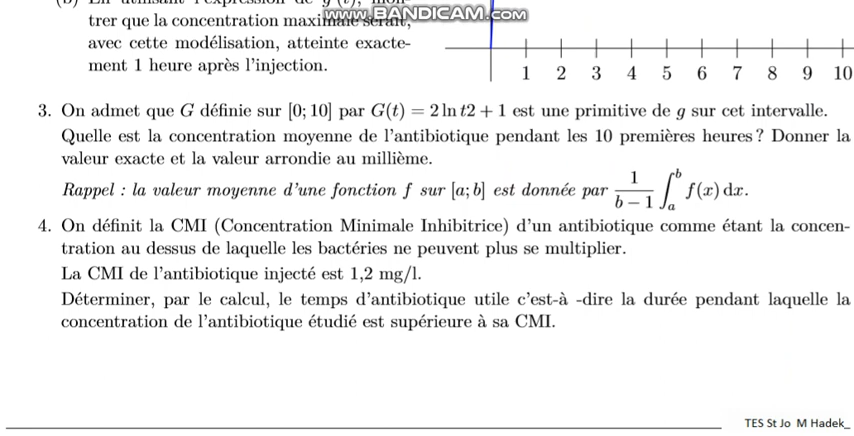 trer que la concentration maximale serait,
www.BANDICAM.com
avec cette modélisation, atteinte exacte-
ment 1 heure après l'injection.
1 2 3 4 5 6 7 8 9 10
3. On admet que G définie sur [0; 10] par G(t) = 2 ln t2 + 1 est une primitive de g sur cet intervalle.
Quelle est la concentration moyenne de l'antibiotique pendant les 10 premières heures ? Donner la
valeur exacte et la valeur arrondie au millième.
Rappel : la valeur moyenne d'une fonction f sur [a; b] est donnée par 1/(b − 1) ∫_a^b f(x) dx.
4. On définit la CMI (Concentration Minimale Inhibitrice) d'un antibiotique comme étant la concen-
tration au dessus de laquelle les bactéries ne peuvent plus se multiplier.
La CMI de l'antibiotique injecté est 1,2 mg/l.
Déterminer, par le calcul, le temps d'antibiotique utile c'est-à -dire la durée pendant laquelle la
concentration de l'antibiotique étudié est supérieure à sa CMI.
TES St Jo M Hadek_